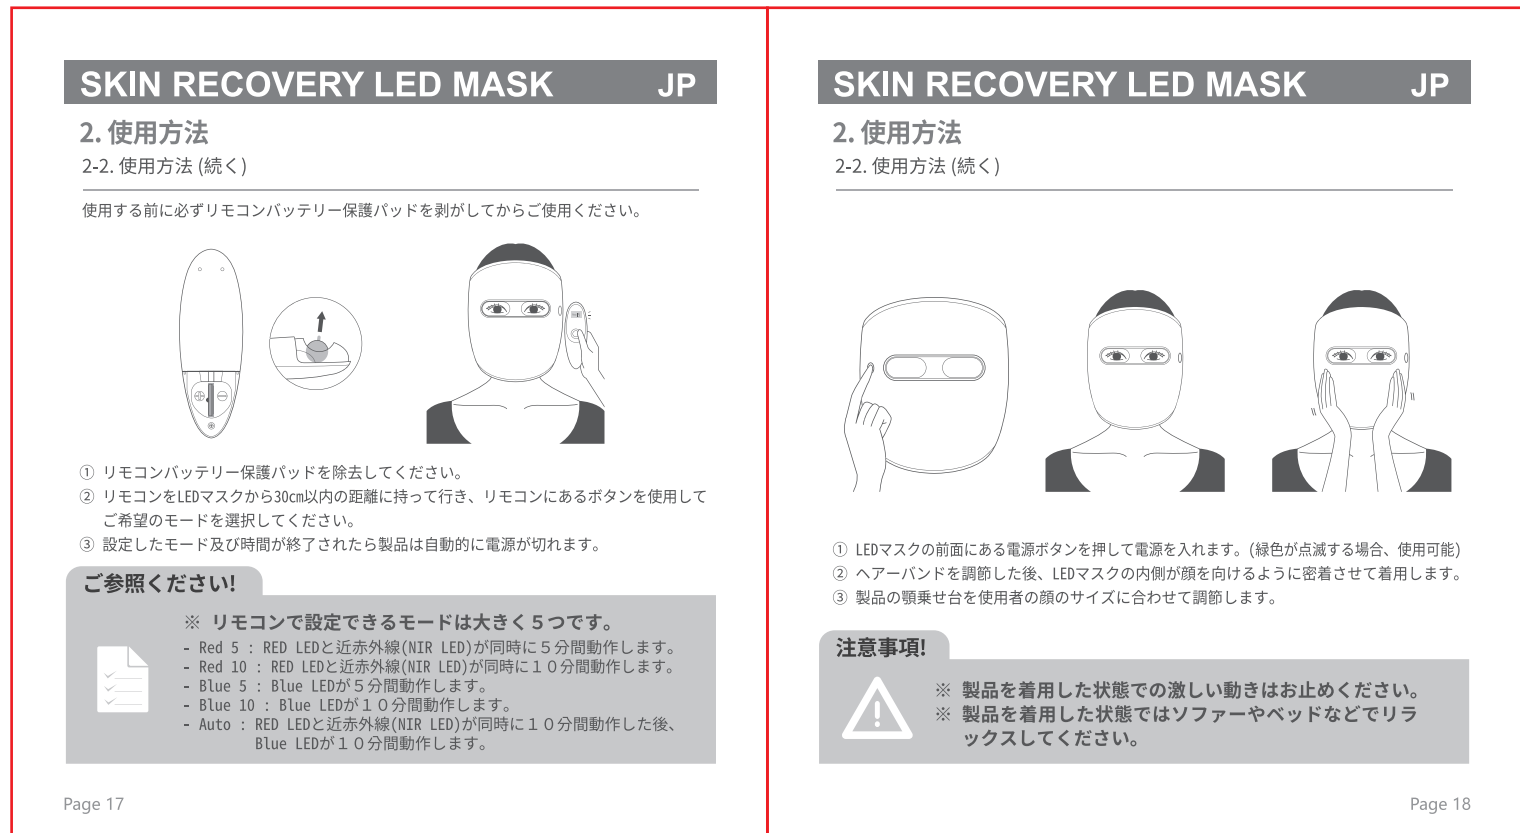 SKIN RECOVERY LED MASK JP
2. 使用方法
2-2. 使用方法 (続く)
使用する前に必ずリモコンバッテリー保護パッドを剥がしてからご使用ください。
① リモコンバッテリー保護パッドを除去してください。
② リモコンをLEDマスクから30㎝以内の距離に持って行き、リモコンにあるボタンを使用して
ご希望のモードを選択してください。
③ 設定したモード及び時間が終了されたら製品は自動的に電源が切れます。
ご参照ください!
※ リモコンで設定できるモードは大きく５つです。
- Red 5 : RED LEDと近赤外線(NIR LED)が同時に５分間動作します。
- Red 10 : RED LEDと近赤外線(NIR LED)が同時に１０分間動作します。
- Blue 5 : Blue LEDが５分間動作します。
- Blue 10 : Blue LEDが１０分間動作します。
- Auto : RED LEDと近赤外線(NIR LED)が同時に１０分間動作した後、
Blue LEDが１０分間動作します。
Page 17
SKIN RECOVERY LED MASK JP
2. 使用方法
2-2. 使用方法 (続く)
① LEDマスクの前面にある電源ボタンを押して電源を入れます。(緑色が点滅する場合、使用可能)
② ヘアーバンドを調節した後、LEDマスクの内側が顔を向けるように密着させて着用します。
③ 製品の顎乗せ台を使用者の顔のサイズに合わせて調節します。
注意事項!
※ 製品を着用した状態での激しい動きはお止めください。
※ 製品を着用した状態ではソファーやベッドなどでリラ
ックスしてください。
Page 18